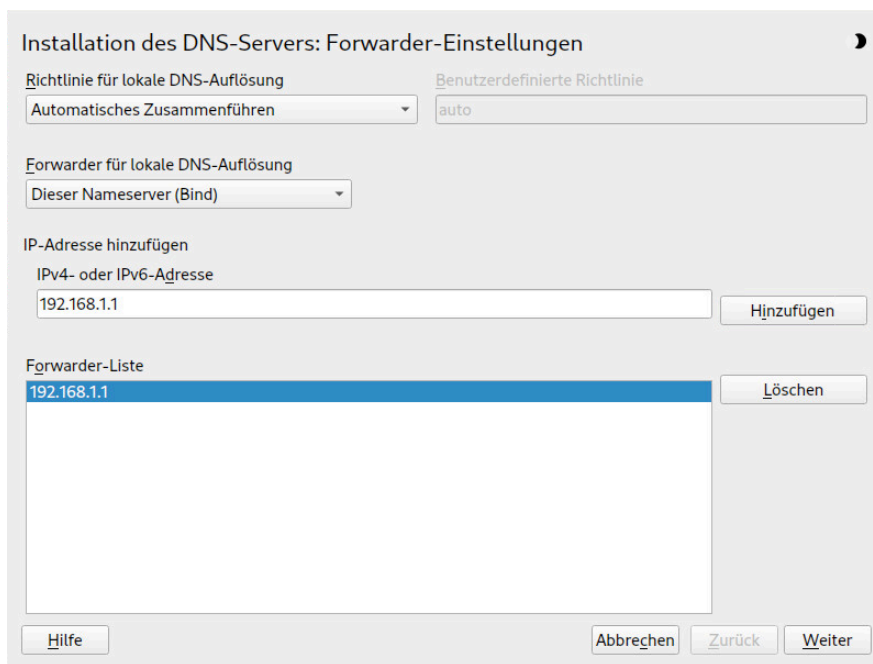 Installation des DNS-Servers: Forwarder-Einstellungen
Richtlinie für lokale DNS-Auflösung
Benutzerdefinierte Richtlinie
Automatisches Zusammenführen
auto
Forwarder für lokale DNS-Auflösung
Dieser Nameserver (Bind)
IP-Adresse hinzufügen
IPv4- oder IPv6-Adresse
192.168.1.1
Hinzufügen
Forwarder-Liste
192.168.1.1
Löschen
Hilfe
Abbrechen
Zurück
Weiter